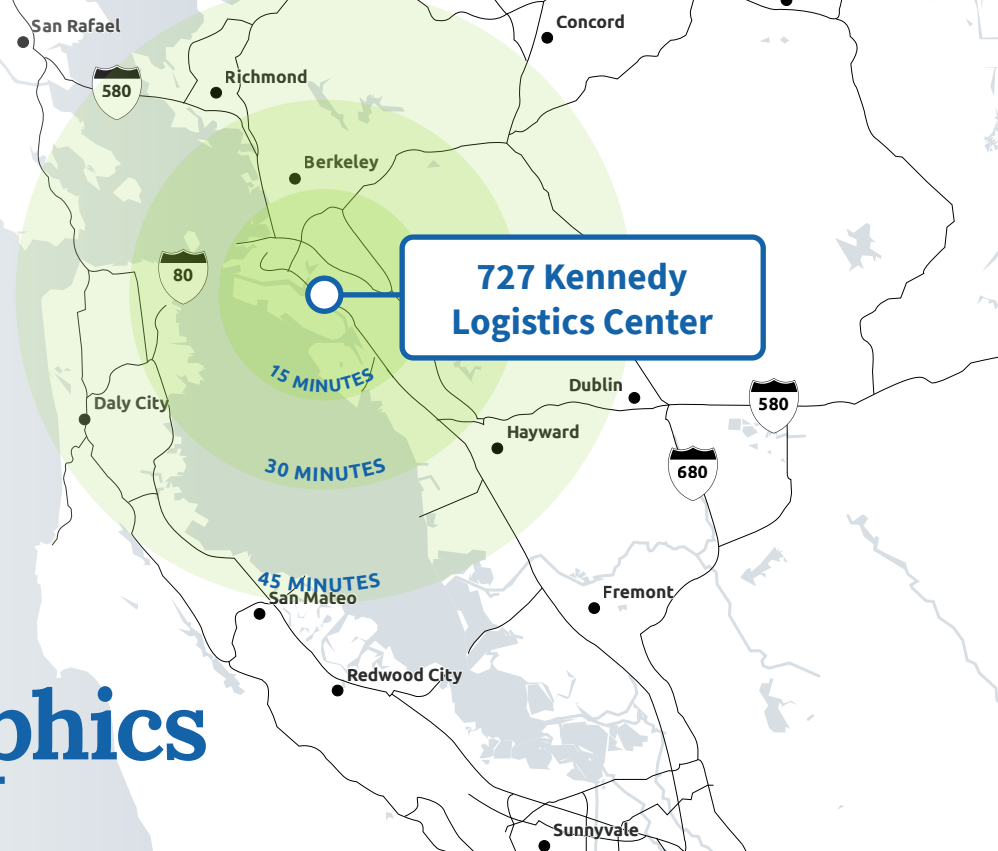 San Rafael
Concord
580
Richmond
Berkeley
80
727 Kennedy
Logistics Center
15 MINUTES
Dublin
580
Daly City
Hayward
30 MINUTES
680
45 MINUTES
San Mateo
Fremont
Redwood City
phics
Sunnyvale